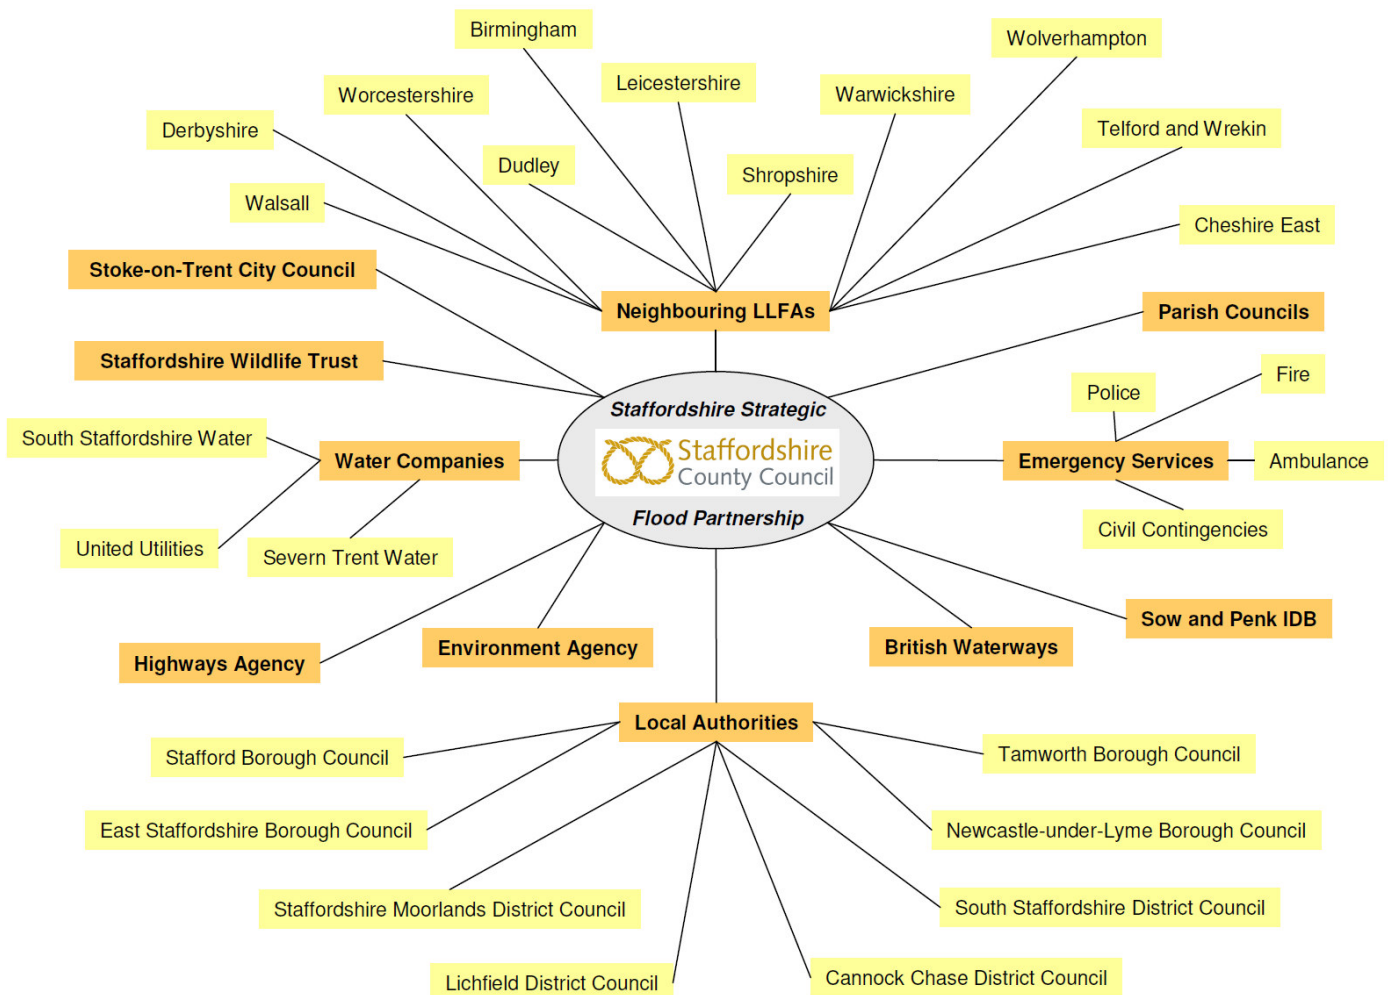 Birmingham
Wolverhampton
Leicestershire
Worcestershire
Warwickshire
Derbyshire
Telford and Wrekin
Dudley
Shropshire
Walsall
Cheshire East
Stoke-on-Trent City Council
Neighbouring LLFAs
Parish Councils
Staffordshire Wildlife Trust
Fire
Police
Staffordshire Strategic
South Staffordshire Water
Water Companies
Staffordshire
County Council
Emergency Services
Ambulance
Flood Partnership
Civil Contingencies
United Utilities
Severn Trent Water
Sow and Penk IDB
Environment Agency
British Waterways
Highways Agency
Local Authorities
Stafford Borough Council
Tamworth Borough Council
East Staffordshire Borough Council
Newcastle-under-Lyme Borough Council
Staffordshire Moorlands District Council
South Staffordshire District Council
Lichfield District Council
Cannock Chase District Council